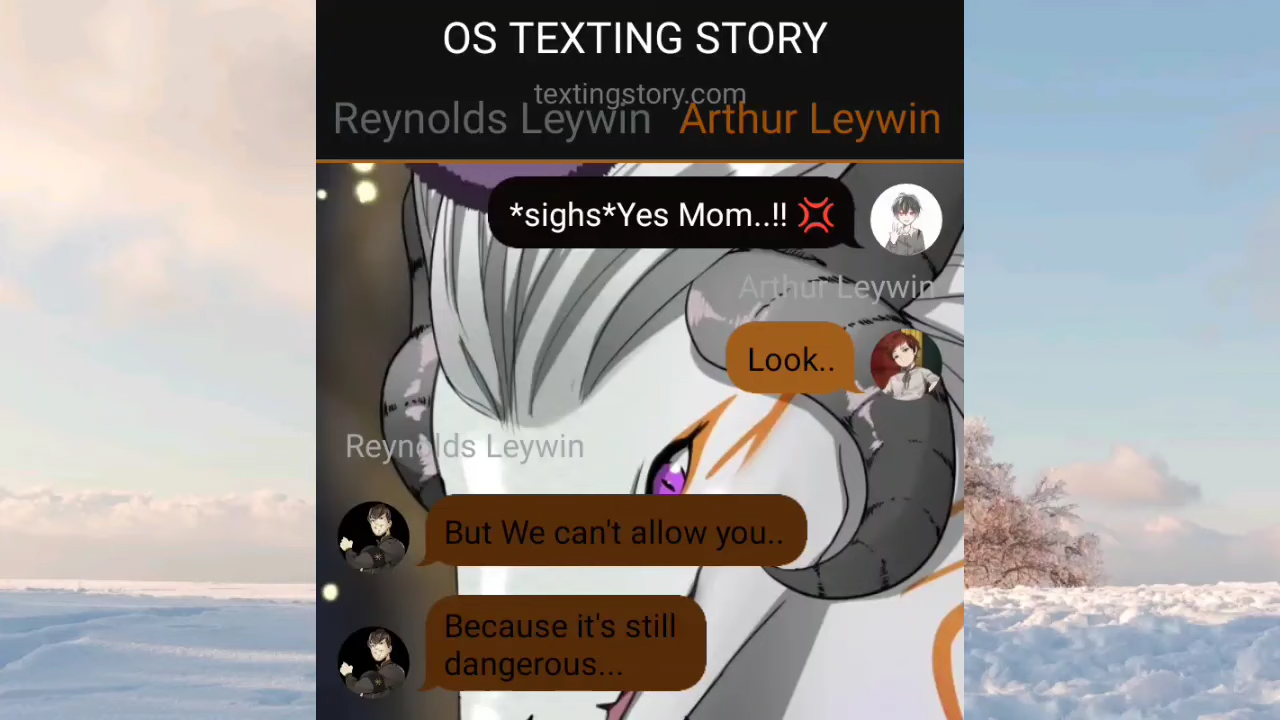 OS TEXTING STORY
textingstory.com
Reynolds Leywin Arthur Leywin
*sighs*Yes Mom..!! 💢
Arthur Leywin
Look..
Reynolds Leywin
But We can't allow you..
Because it's still
dangerous...